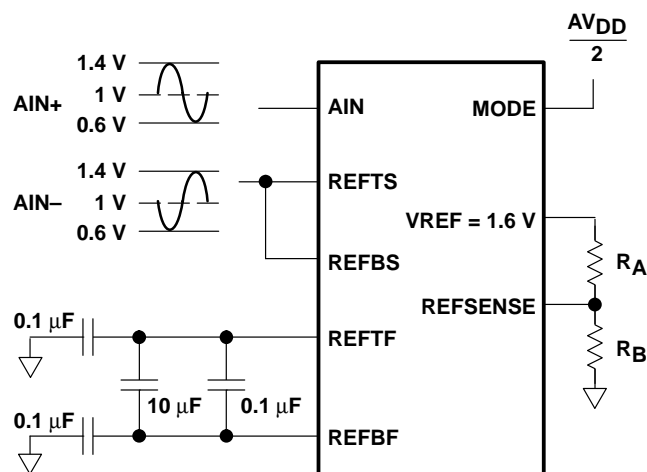 AVDD
2
1.4 V
AIN+
1 V
0.6 V
AIN
MODE
1.4 V
AIN–
1 V
0.6 V
REFTS
VREF = 1.6 V
REFBS
RA
REFSENSE
RB
0.1 μF
REFTF
10 μF
0.1 μF
0.1 μF
REFBF